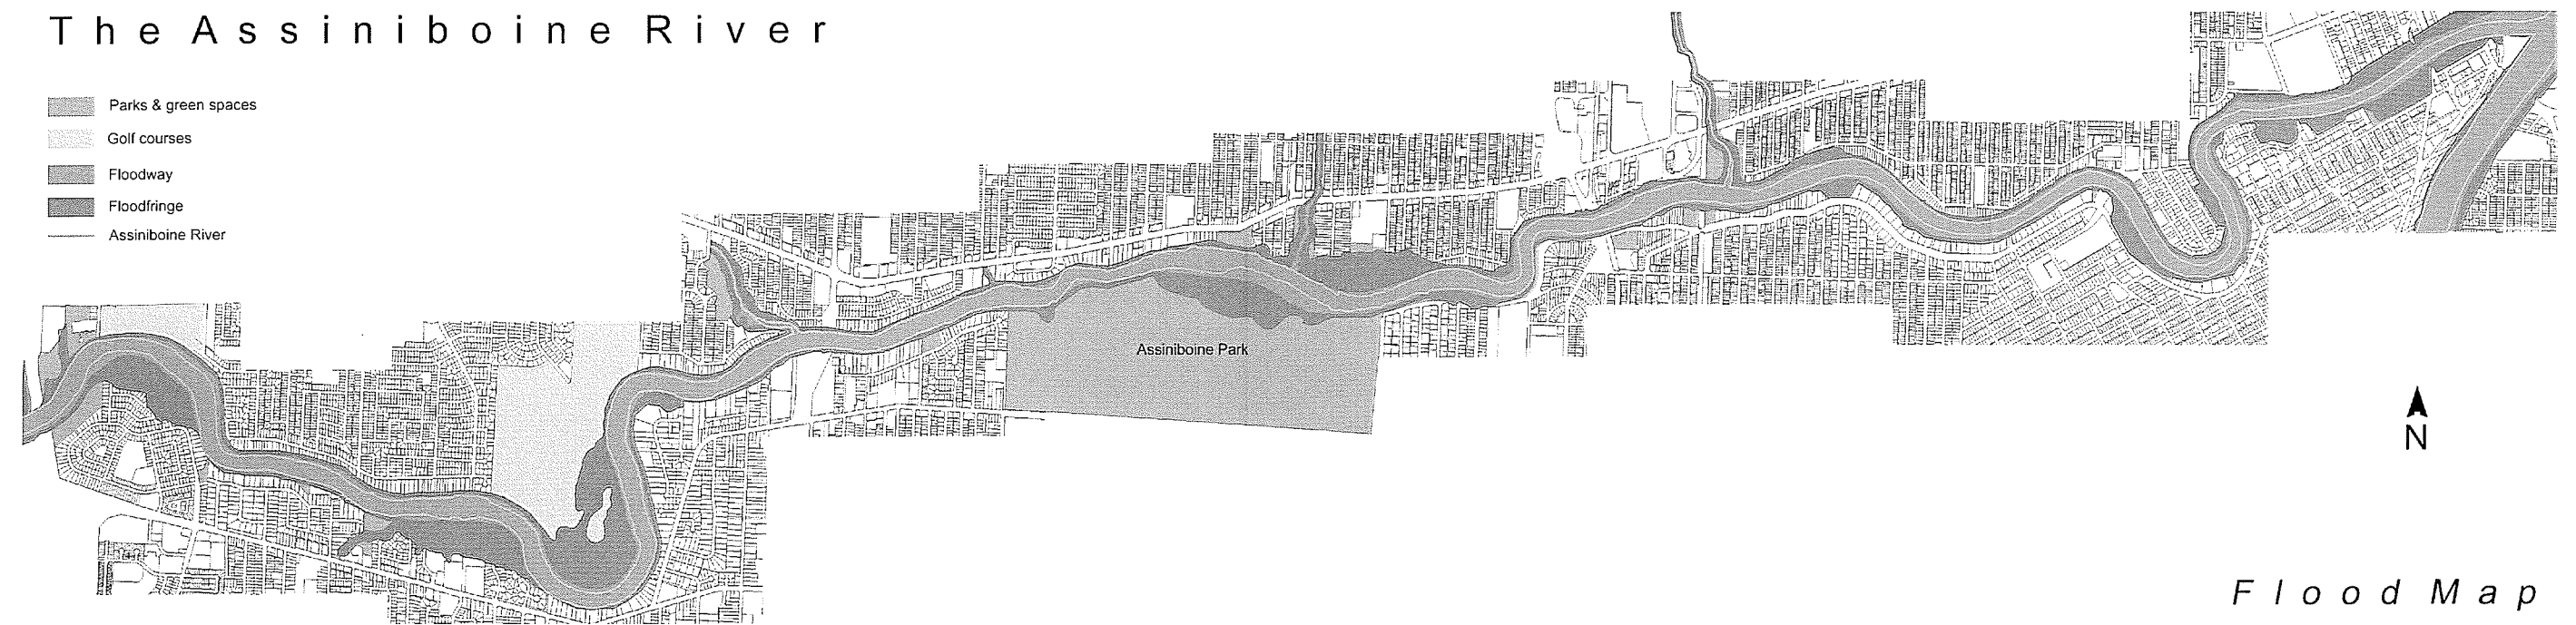 The Assiniboine River
Parks & green spaces
Golf courses
Floodway
Floodfringe
Assiniboine River
Assiniboine Park
N
Flood Map